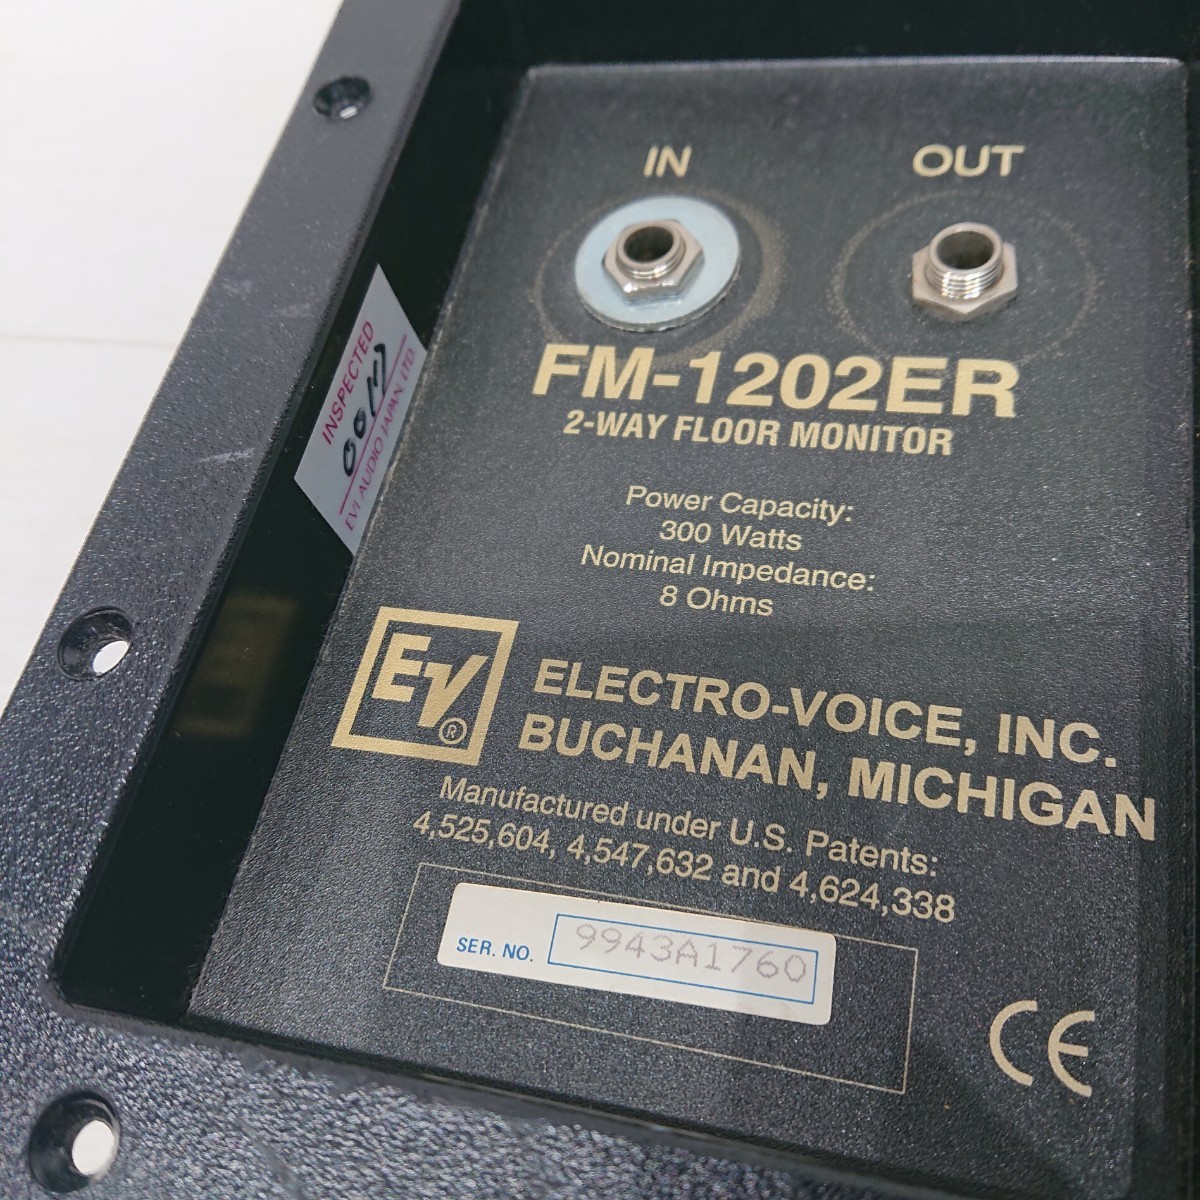 IN
OUT
FM-1202ER
2-WAY FLOOR MONITOR
Power Capacity:
300 Watts
Nominal Impedance:
8 Ohms
EV®
ELECTRO-VOICE, INC.
BUCHANAN, MICHIGAN
Manufactured under U.S. Patents:
4,525,604, 4,547,632 and 4,624,338
SER. NO. 9943A1760
CE
INSPECTED
EVI AUDIO JAPAN, LTD